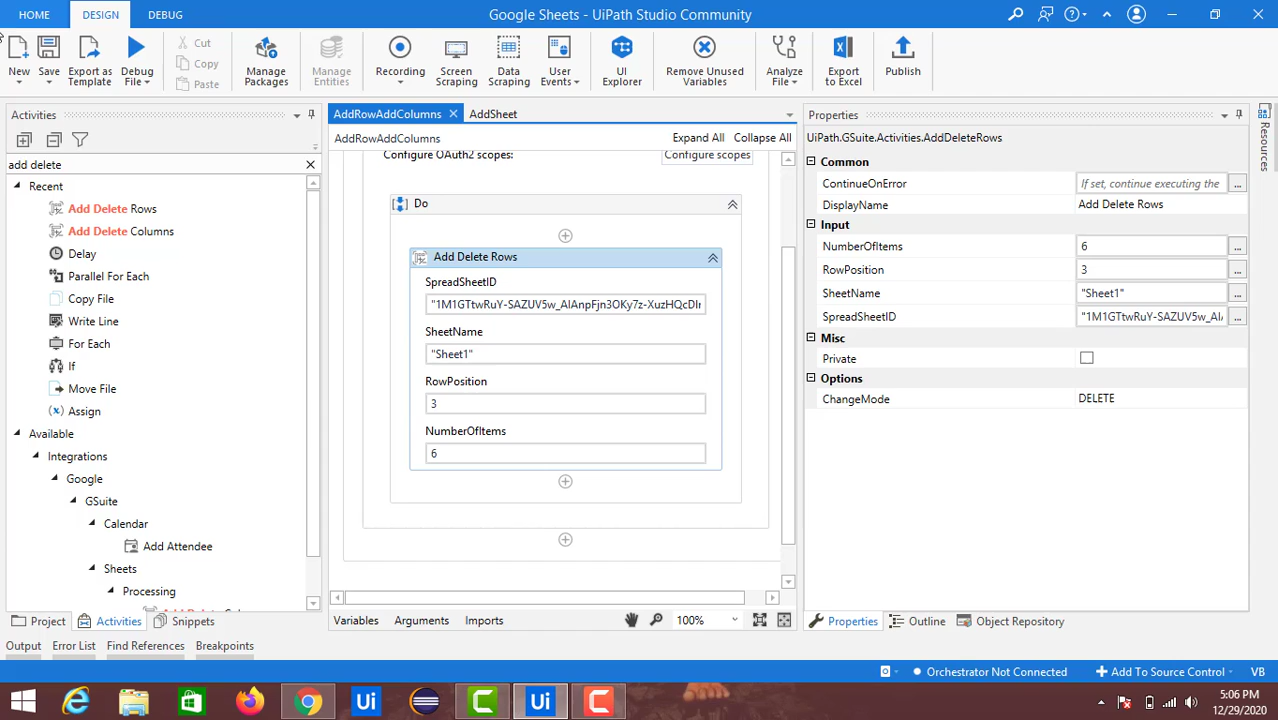 HOME
DESIGN
DEBUG
Google Sheets - UiPath Studio Community
New
Save
Export as Template
Debug File
Cut
Copy
Paste
Manage Packages
Manage Entities
Recording
Screen Scraping
Data Scraping
User Events
UI Explorer
Remove Unused Variables
Analyze File
Export to Excel
Publish
Activities
add delete
Recent
Add Delete Rows
Add Delete Columns
Delay
Parallel For Each
Copy File
Write Line
For Each
If
Move File
Assign
Available
Integrations
Google
GSuite
Calendar
Add Attendee
Sheets
Processing
Project
Activities
Snippets
AddRowAddColumns
AddSheet
AddRowAddColumns
Expand All
Collapse All
Configure OAuth2 scopes:
Configure scopes
Do
Add Delete Rows
SpreadSheetID
"1M1GTtwRuY-SAZUV5w_AIAnpFjn3OKy7z-XuzHQcDIr
SheetName
"Sheet1"
RowPosition
3
NumberOfItems
6
Variables
Arguments
Imports
100%
Properties
UiPath.GSuite.Activities.AddDeleteRows
Common
ContinueOnError
If set, continue executing the
DisplayName
Add Delete Rows
Input
NumberOfItems
6
RowPosition
3
SheetName
"Sheet1"
SpreadSheetID
"1M1GTtwRuY-SAZUV5w_AIA
Misc
Private
Options
ChangeMode
DELETE
Resources
Properties
Outline
Object Repository
Output
Error List
Find References
Breakpoints
Orchestrator Not Connected
Add To Source Control
VB
5:06 PM
12/29/2020